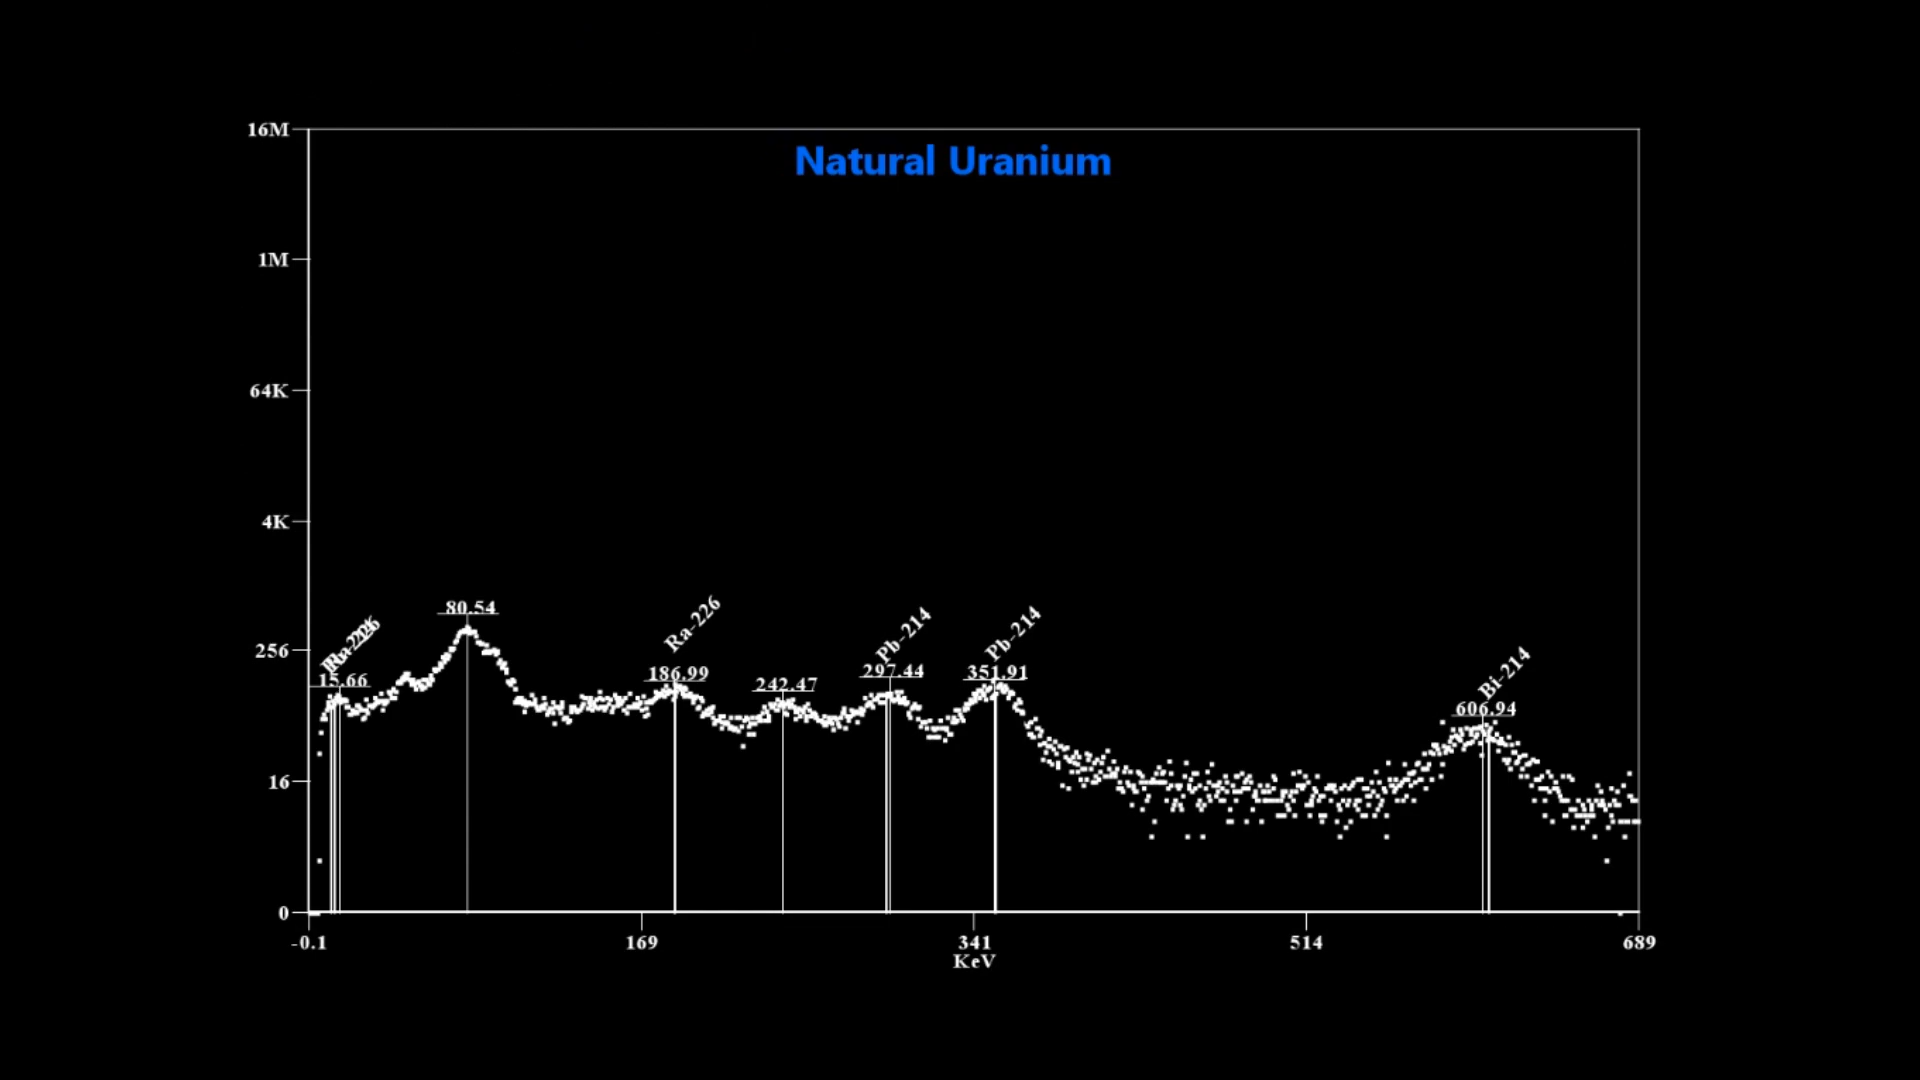 16M
Natural Uranium
1M
64K
4K
80.54
Ra-226
Pb-214
Pb-214
256
15.66
186.99
242.47
297.44
351.91
Bi-214
606.94
16
0
-0.1
169
341
514
689
KeV